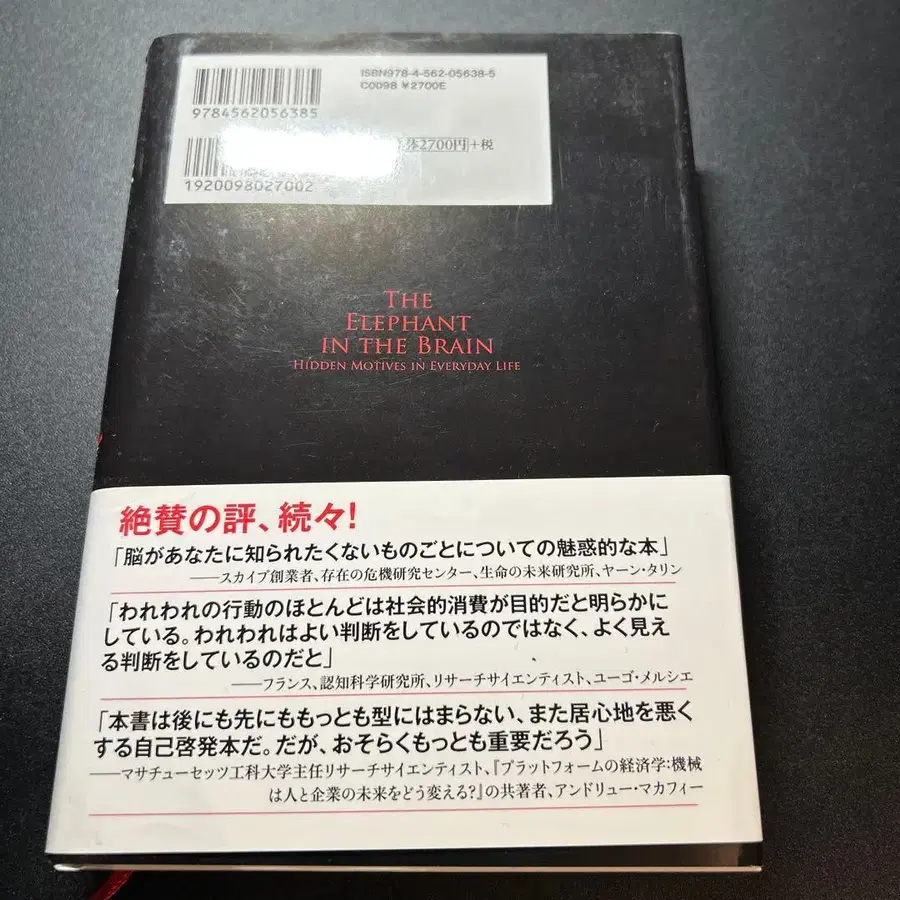 ISBN978-4-562-05638-5
C0098 ¥2700E
9784562056385
体2700円+税
1920098027002
THE
ELEPHANT
IN THE BRAIN
HIDDEN MOTIVES IN EVERYDAY LIFE
絶賛の評、続々!
「脳があなたに知られたくないものごとについての魅惑的な本」
――スカイプ創業者、存在の危機研究センター、生命の未来研究所、ヤーン・タリン
「われわれの行動のほとんどは社会的消費が目的だと明らかに
している。われわれはよい判断をしているのではなく、よく見え
る判断をしているのだと」
――フランス、認知科学研究所、リサーチサイエンティスト、ユーゴ・メルシエ
「本書は後にも先にももっとも型にはまらない、また居心地を悪く
する自己啓発本だ。だが、おそらくもっとも重要だろう」
――マサチューセッツ工科大学主任リサーチサイエンティスト、『プラットフォームの経済学:機械
は人と企業の未来をどう変える?』の共著者、アンドリュー・マカフィー